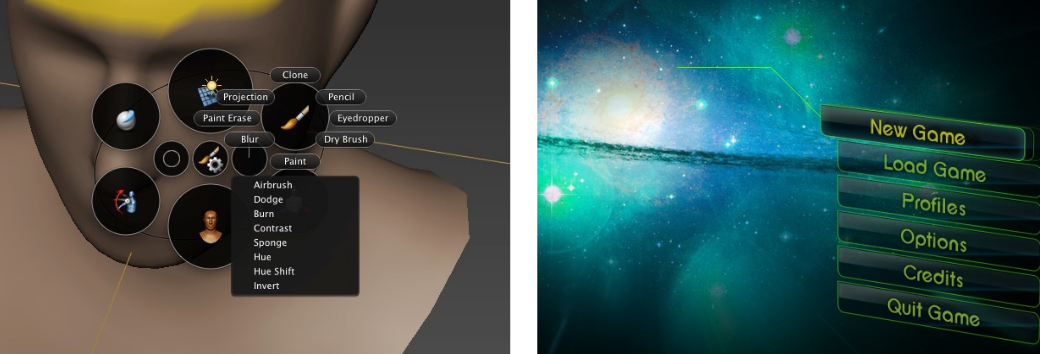 Clone
Projection
Pencil
Paint Erase
Eyedropper
Blur
Dry Brush
Paint
Airbrush
Dodge
Burn
Contrast
Sponge
Hue
Hue Shift
Invert
New Game
Load Game
Profiles
Options
Credits
Quit Game